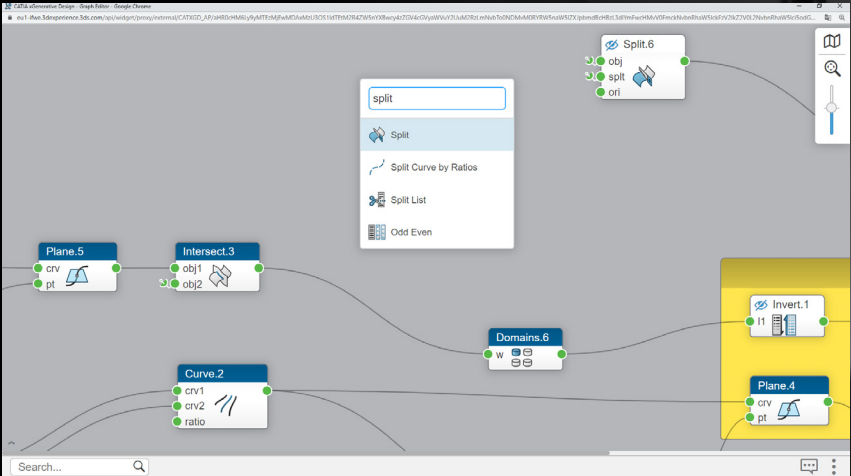 CATIA xGenerative Design - Graph Editor - Google Chrome
Split.6
obj
splt
ori
split
Split
Split Curve by Ratios
Split List
Odd Even
Plane.5
crv
pt
Intersect.3
obj1
obj2
Invert.1
l1
Domains.6
w
Curve.2
crv1
crv2
ratio
Plane.4
crv
pt
Search...